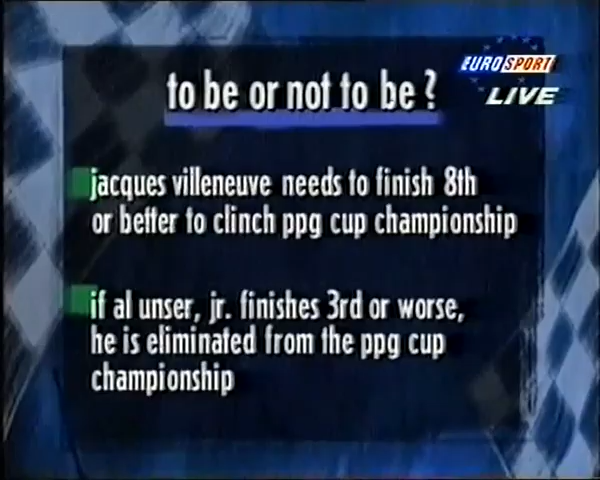 EUROSPORT
LIVE
to be or not to be?
jacques villeneuve needs to finish 8th
or better to clinch ppg cup championship
if al unser, jr. finishes 3rd or worse,
he is eliminated from the ppg cup
championship